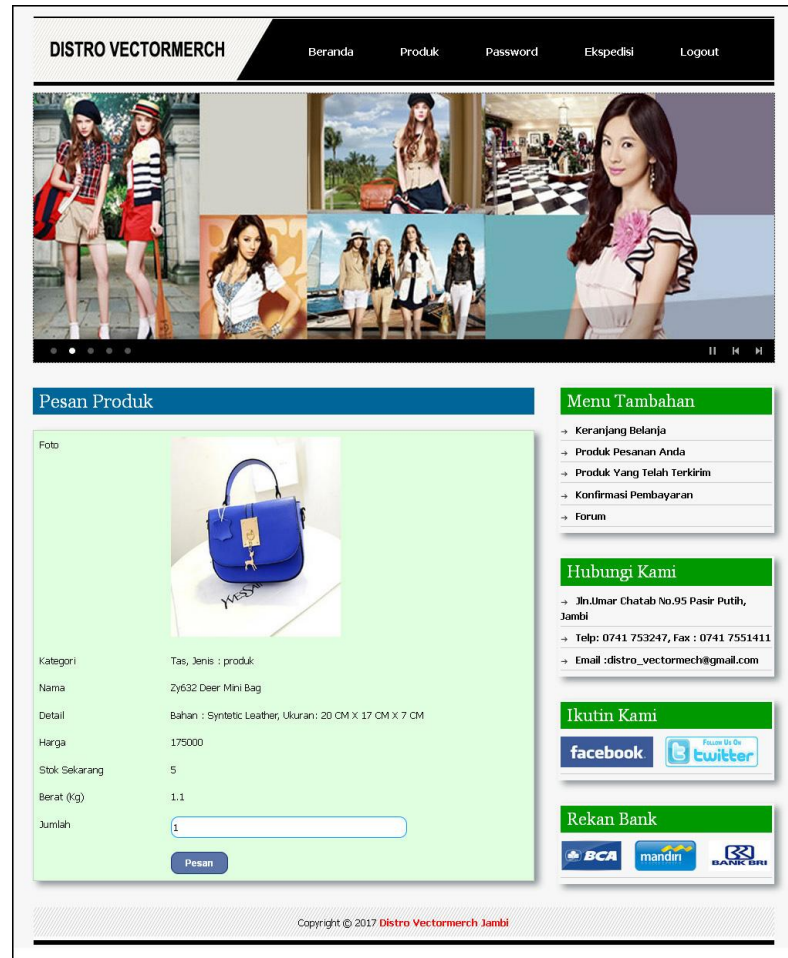 DISTRO VECTORMERCH
Beranda Produk Password Ekspedisi Logout
Pesan Produk
Foto
YVESSAIN
Kategori Tas, Jenis : produk
Nama Zy632 Deer Mini Bag
Detail Bahan : Syntetic Leather, Ukuran: 20 CM X 17 CM X 7 CM
Harga 175000
Stok Sekarang 5
Berat (Kg) 1.1
Jumlah 1
Pesan
Menu Tambahan
→ Keranjang Belanja
→ Produk Pesanan Anda
→ Produk Yang Telah Terkirim
→ Konfirmasi Pembayaran
→ Forum
Hubungi Kami
→ Jln.Umar Chatab No.95 Pasir Putih,
Jambi
→ Telp: 0741 753247, Fax : 0741 7551411
→ Email :distro_vectormech@gmail.com
Ikutin Kami
facebook.
Follow Us On
twitter
Rekan Bank
BCA
mandiri
BANK BRI
Copyright © 2017 Distro Vectormerch Jambi